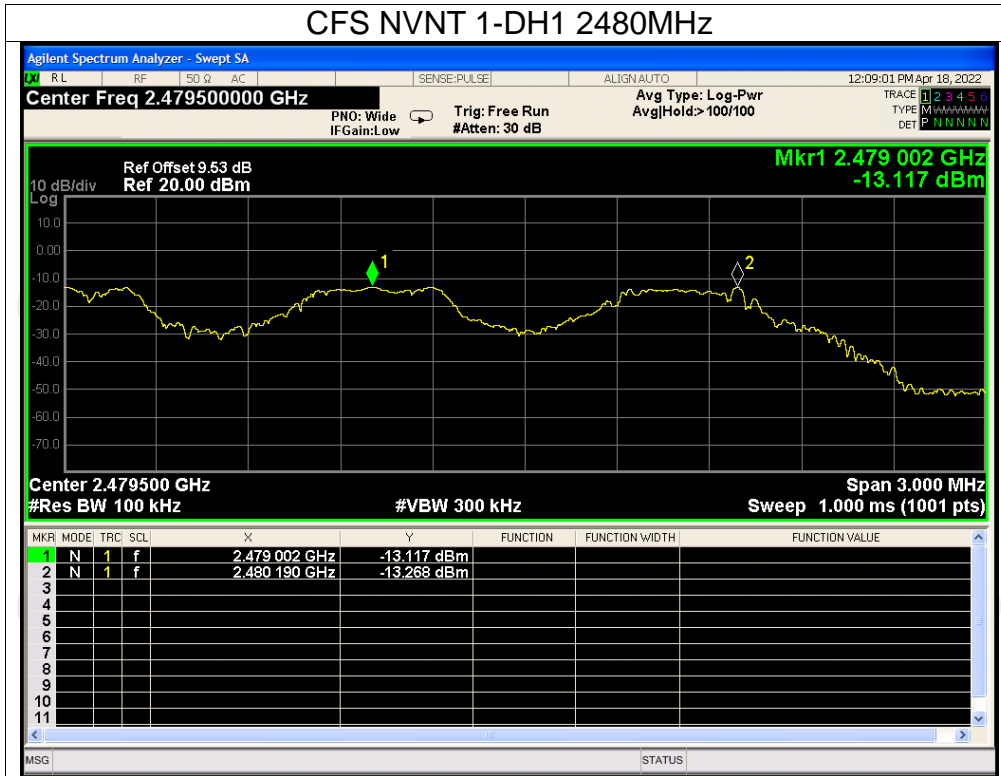 CFS NVNT 1-DH1 2480MHz
Agilent Spectrum Analyzer - Swept SA
LXI RL RF 50 Ω AC SENSE:PULSE ALIGN AUTO 12:09:01 PM Apr 18, 2022
Center Freq 2.479500000 GHz
PNO: Wide
IFGain:Low
Trig: Free Run
#Atten: 30 dB
Avg Type: Log-Pwr
Avg|Hold:>100/100
TRACE 1 2 3 4 5 6
TYPE M WWWWW
DET P N N N N N
Mkr1 2.479 002 GHz
-13.117 dBm
Ref Offset 9.53 dB
10 dB/div Ref 20.00 dBm
Log
10.0
0.00
-10.0
-20.0
-30.0
-40.0
-50.0
-60.0
-70.0
1
2
Center 2.479500 GHz Span 3.000 MHz
#Res BW 100 kHz #VBW 300 kHz Sweep 1.000 ms (1001 pts)
MKR MODE TRC SCL X Y FUNCTION FUNCTION WIDTH FUNCTION VALUE
1 N 1 f 2.479 002 GHz -13.117 dBm
2 N 1 f 2.480 190 GHz -13.268 dBm
3
4
5
6
7
8
9
10
11
MSG STATUS